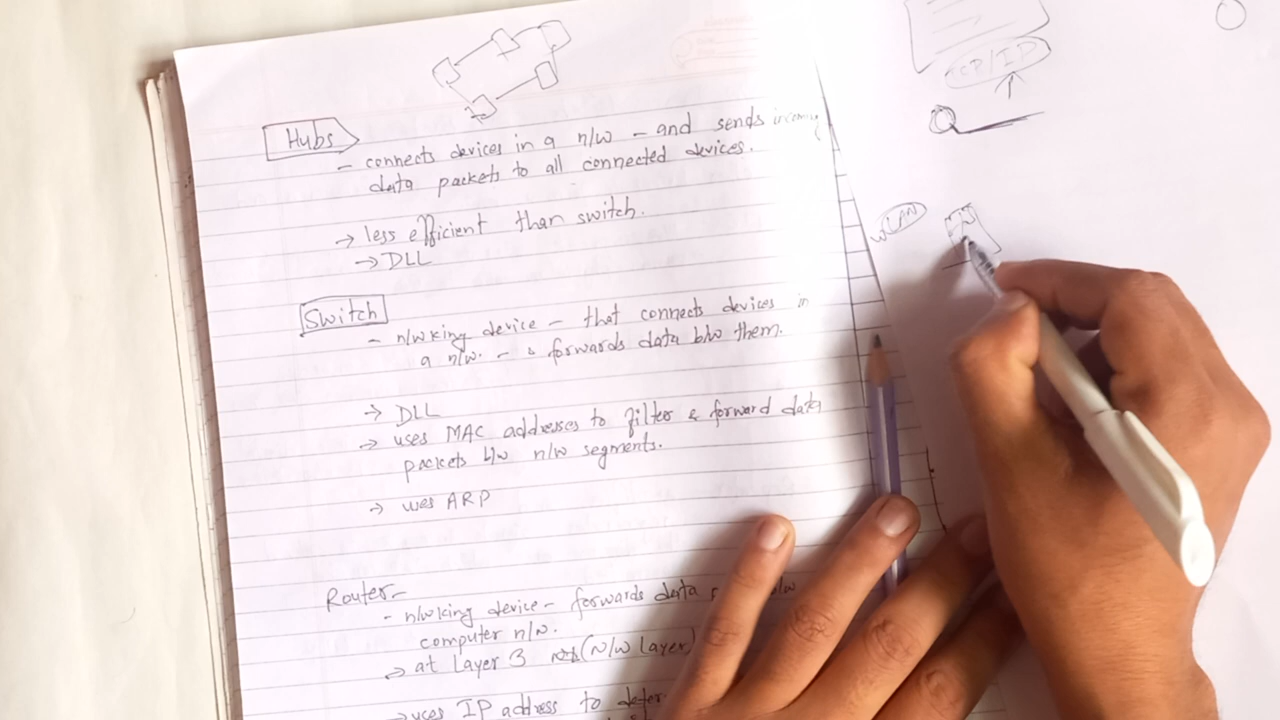 Hubs
- connects devices in a n/w - and sends incoming
data packets to all connected devices.
→ less efficient than switch.
→ DLL
Switch
- n/wking device - that connects devices in
a n/w. - & forwards data b/w them.
→ DLL
→ uses MAC addresses to filter & forward data
packets b/w n/w segments.
→ uses ARP
Router-
- n/wking device - forwards data b/w
computer n/w.
→ at Layer 3 (N/W Layer)
→ uses IP address to deter
TCP/IP
WLAN